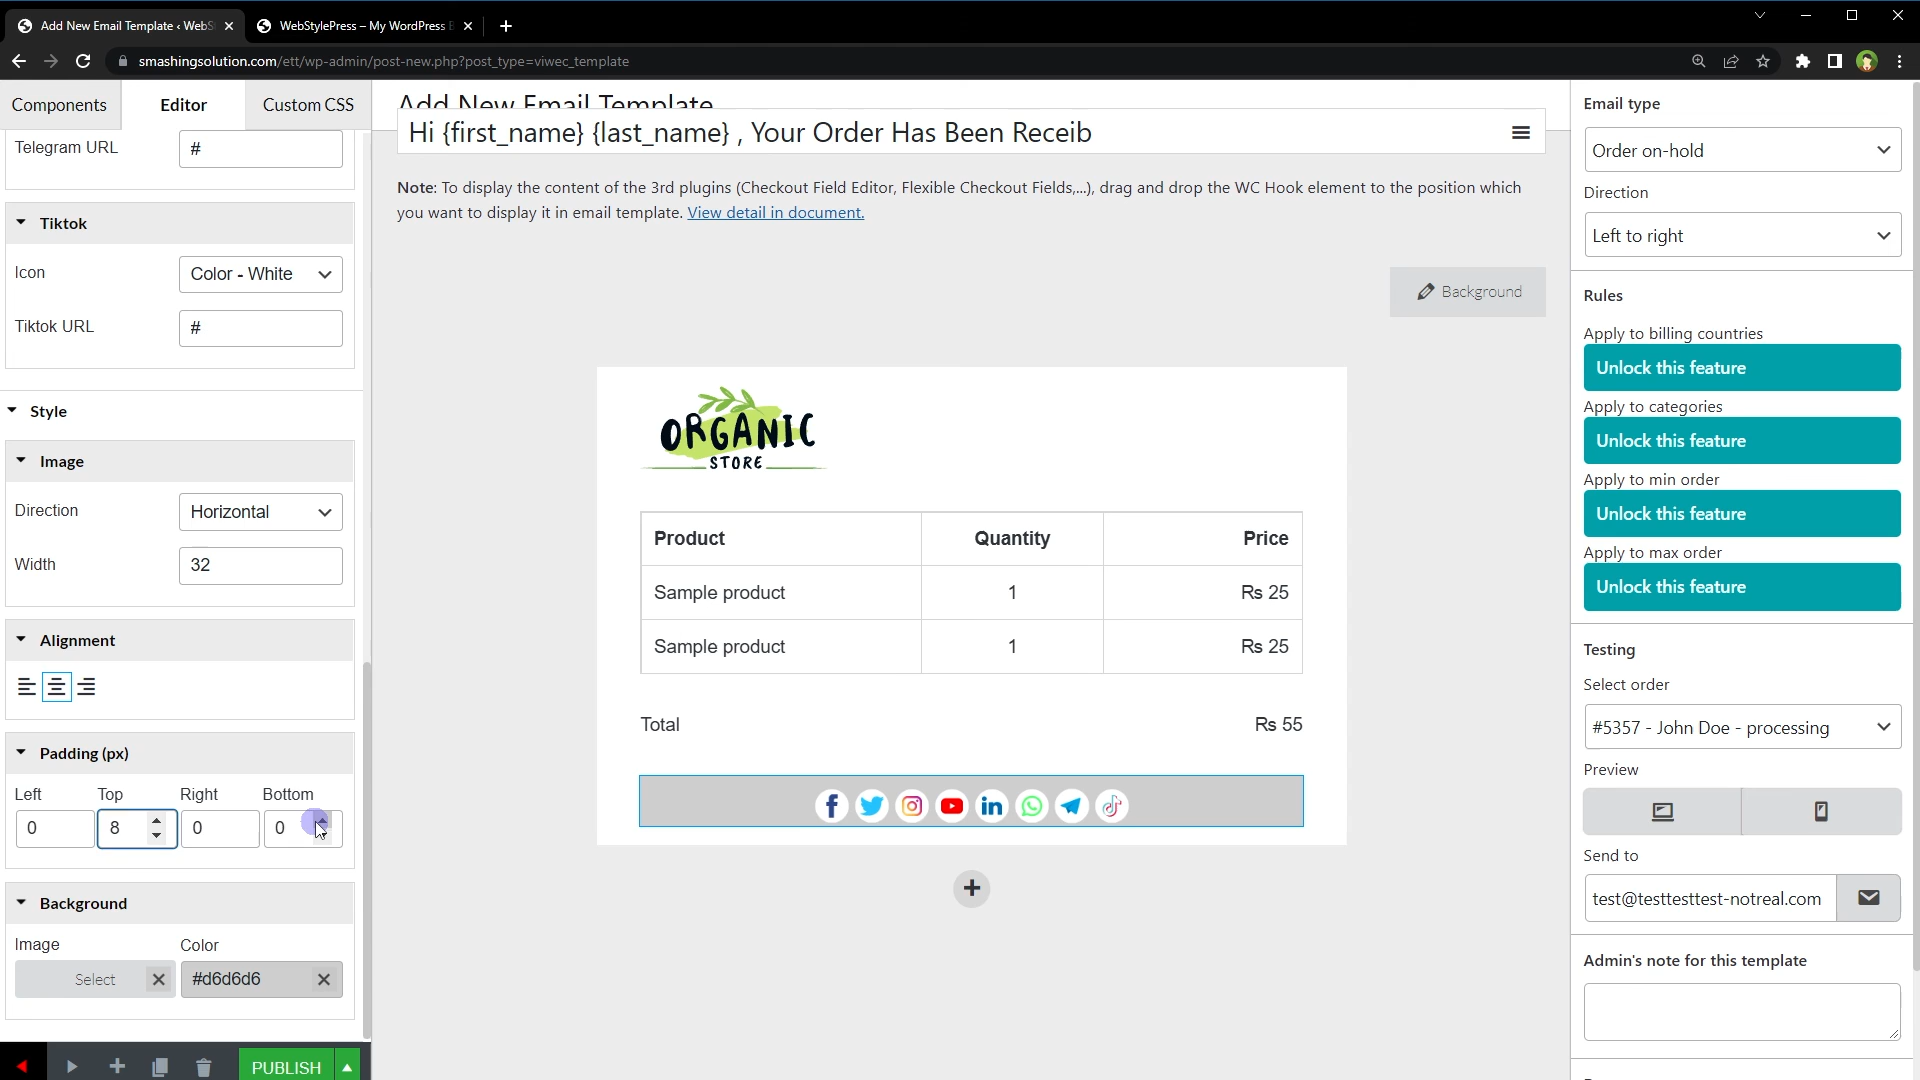 Add New Email Template ‹ WebS
WebStylePress – My WordPress
smashingsolution.com/ett/wp-admin/post-new.php?post_type=viwec_template
Components
Editor
Custom CSS
Telegram URL
#
Tiktok
Icon
Color - White
Tiktok URL
#
Style
Image
Direction
Horizontal
Width
32
Alignment
Padding (px)
Left
Top
Right
Bottom
0
8
0
0
Background
Image
Color
Select
#d6d6d6
PUBLISH
Add New Email Template
Hi {first_name} {last_name} , Your Order Has Been Receib
Note: To display the content of the 3rd plugins (Checkout Field Editor, Flexible Checkout Fields,...), drag and drop the WC Hook element to the position which
you want to display it in email template. View detail in document.
Background
ORGANIC
STORE
Product Quantity Price
Sample product 1 Rs 25
Sample product 1 Rs 25
Total Rs 55
Email type
Order on-hold
Direction
Left to right
Rules
Apply to billing countries
Unlock this feature
Apply to categories
Unlock this feature
Apply to min order
Unlock this feature
Apply to max order
Unlock this feature
Testing
Select order
#5357 - John Doe - processing
Preview
Send to
test@testtesttest-notreal.com
Admin's note for this template